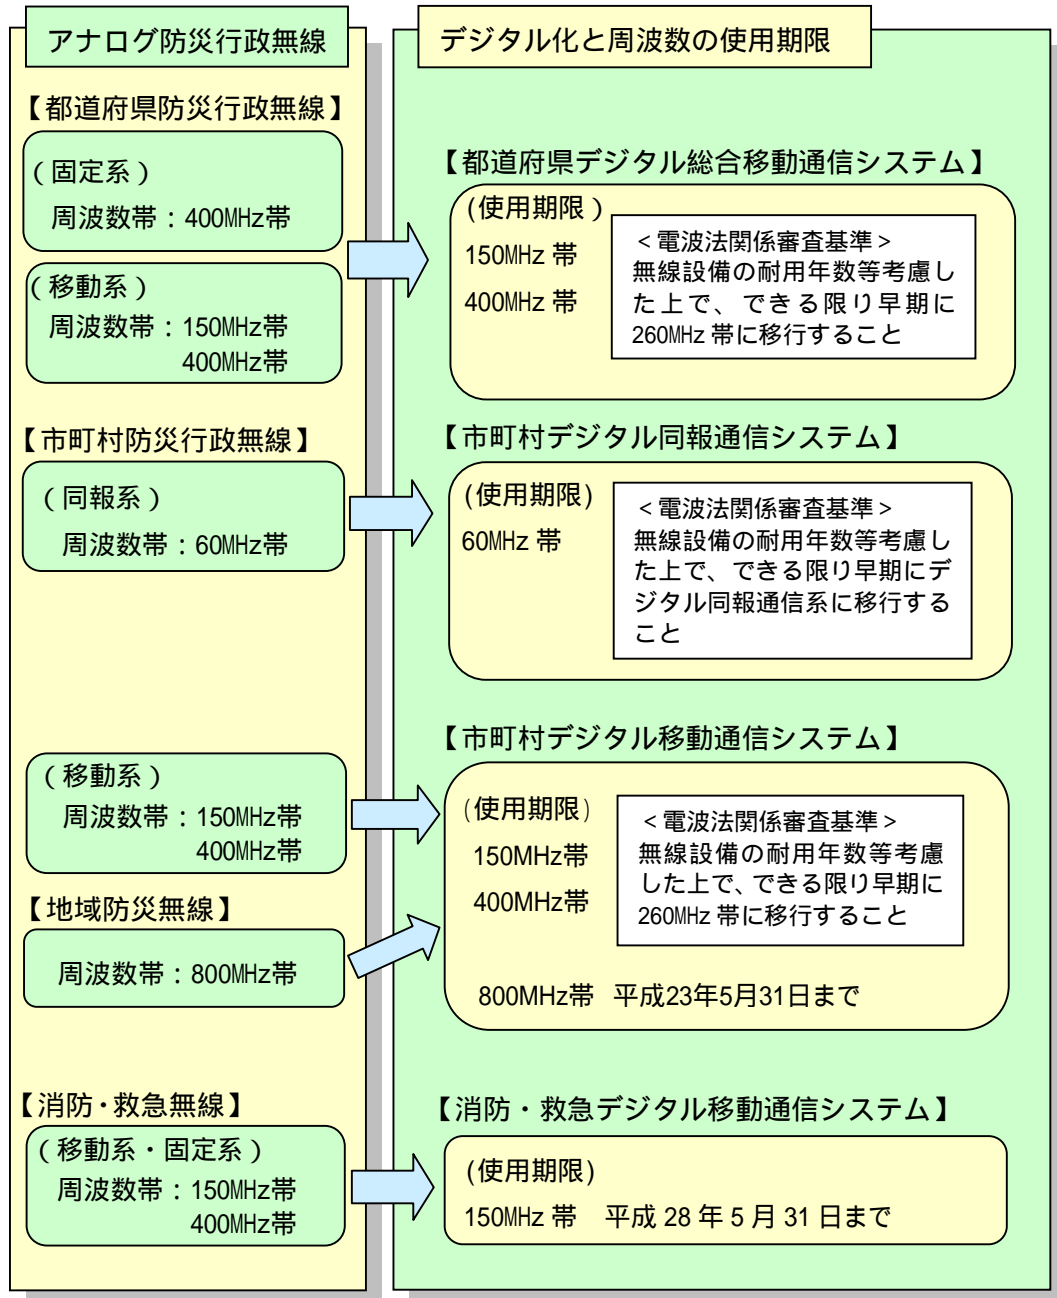 アナログ防災行政無線
【都道府県防災行政無線】
（固定系）
周波数帯：400MHz帯
（移動系）
周波数帯：150MHz帯
400MHz帯
【市町村防災行政無線】
（同報系）
周波数帯：60MHz帯
（移動系）
周波数帯：150MHz帯
400MHz帯
【地域防災無線】
周波数帯：800MHz帯
【消防・救急無線】
（移動系・固定系）
周波数帯：150MHz帯
400MHz帯
デジタル化と周波数の使用期限
【都道府県デジタル総合移動通信システム】
(使用期限）
150MHz 帯
400MHz 帯
＜電波法関係審査基準＞
無線設備の耐用年数等考慮し
た上で、できる限り早期に
260MHz 帯に移行すること
【市町村デジタル同報通信システム】
(使用期限)
60MHz 帯
＜電波法関係審査基準＞
無線設備の耐用年数等考慮し
た上で、できる限り早期にデ
ジタル同報通信系に移行する
こと
【市町村デジタル移動通信システム】
(使用期限)
150MHz帯
400MHz帯
＜電波法関係審査基準＞
無線設備の耐用年数等考慮
した上で、できる限り早期に
260MHz 帯に移行すること
800MHz帯 平成23年5月31日まで
【消防・救急デジタル移動通信システム】
(使用期限)
150MHz 帯 平成 28 年 5 月 31 日まで